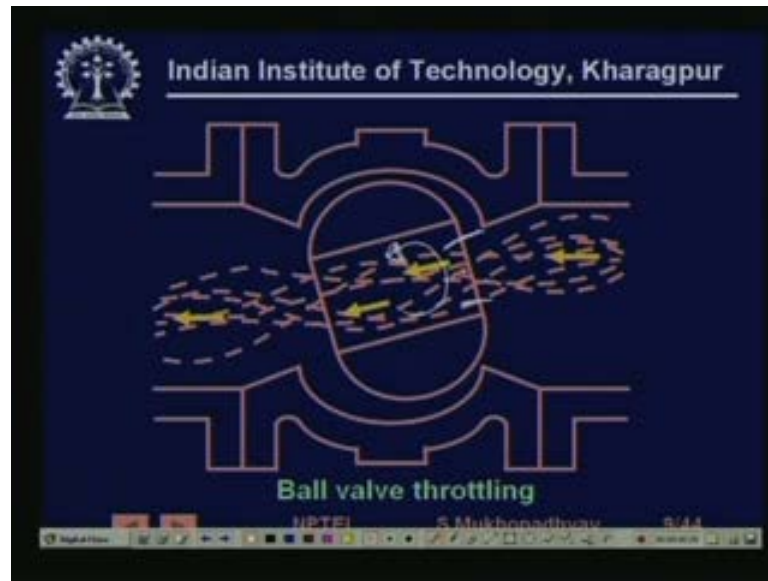 Indian Institute of Technology, Kharagpur
Ball valve throttling
NPTEL S.Mukhopadhyay 9/44